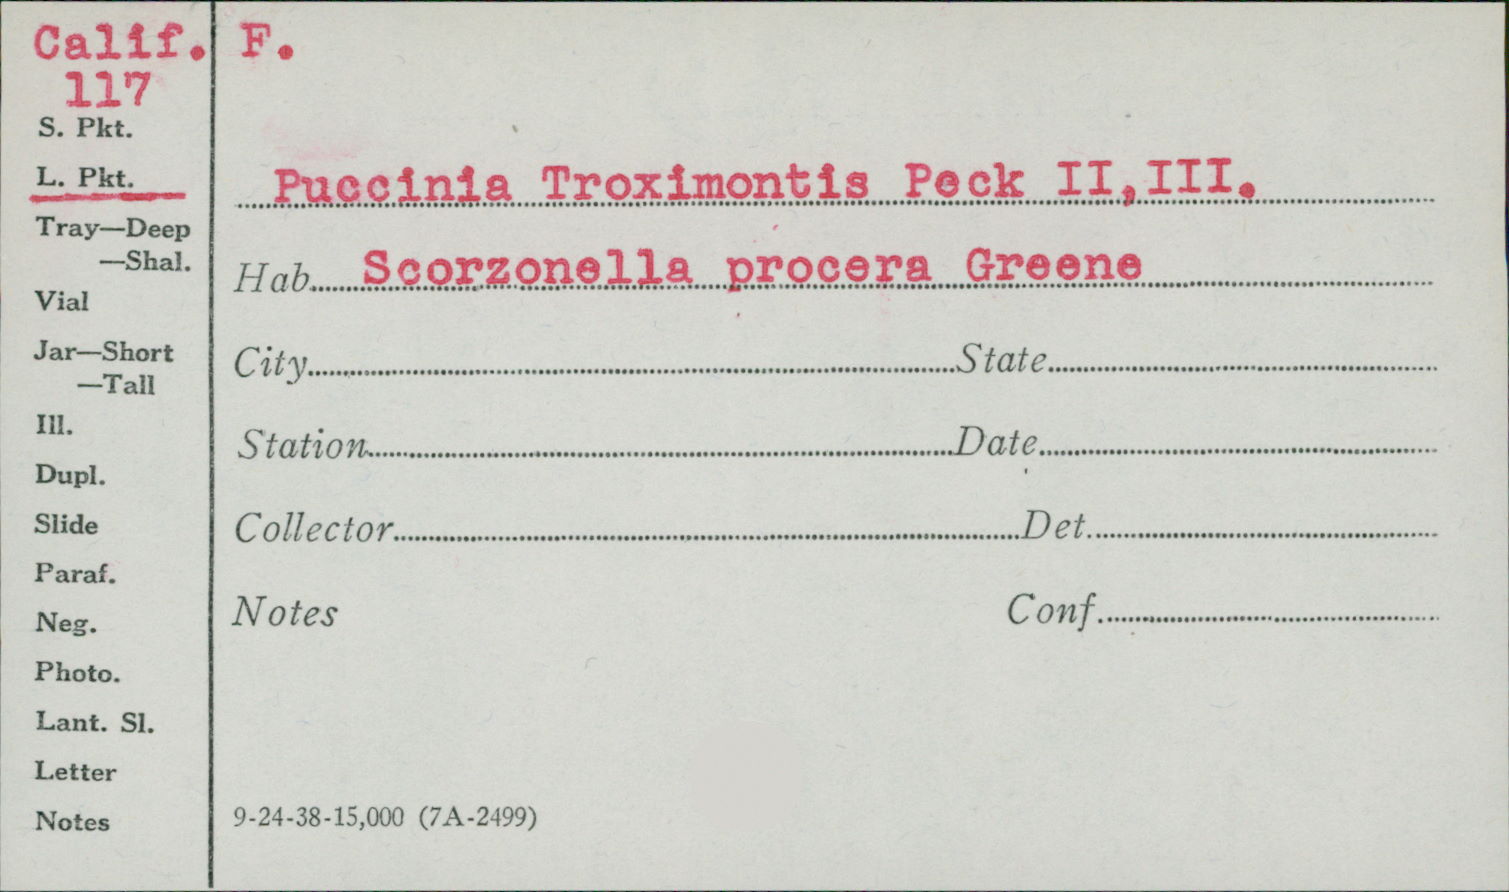 Calif. F.
117
S. Pkt.
L. Pkt.
Puccinia Troximontis Peck II,III.
Tray—Deep
—Shal.
Hab. Scorzonella procera Greene
Vial
Jar—Short
—Tall
City State
Ill.
Station Date
Dupl.
Slide
Collector Det.
Paraf.
Neg.
Notes Conf.
Photo.
Lant. Sl.
Letter
Notes
9-24-38-15,000 (7A-2499)